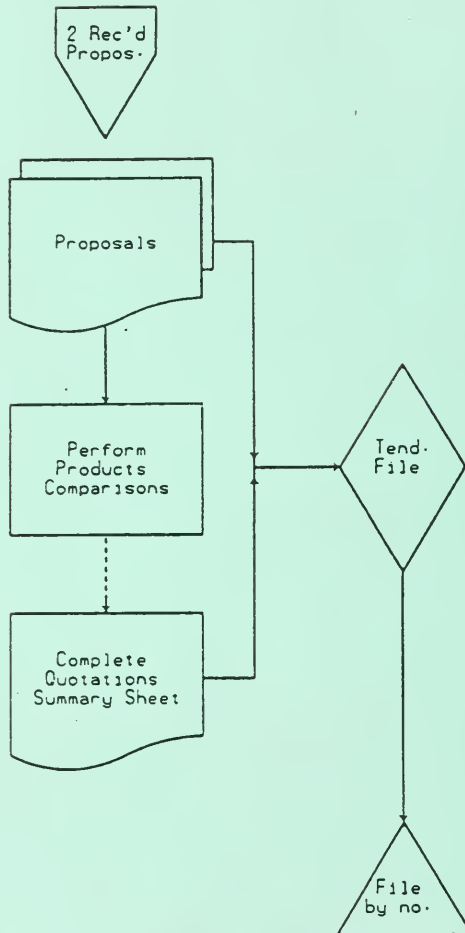 2 Rec'd
Propos.
Proposals
Perform
Products
Comparisons
Tend.
File
Complete
Quotations
Summary Sheet
File
by no.